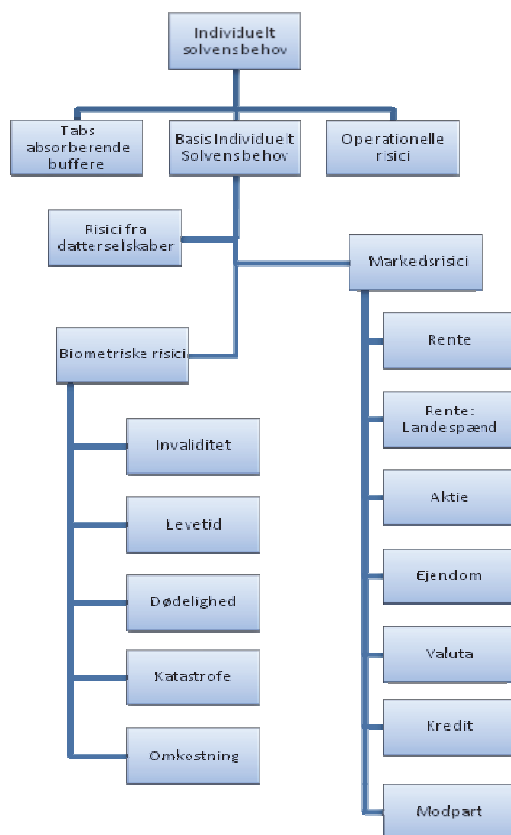 Individuelt
solvensbehov
Tabs
absorberende
buffere
Basis Individuelt
Solvensbehov
Operationelle
risici
Risici fra
datterselskaber
Markedsrisici
Biometriske risici
Rente
Rente:
Landespænd
Aktie
Ejendom
Valuta
Kredit
Modpart
Invaliditet
Levetid
Dødelighed
Katastrofe
Omkostning